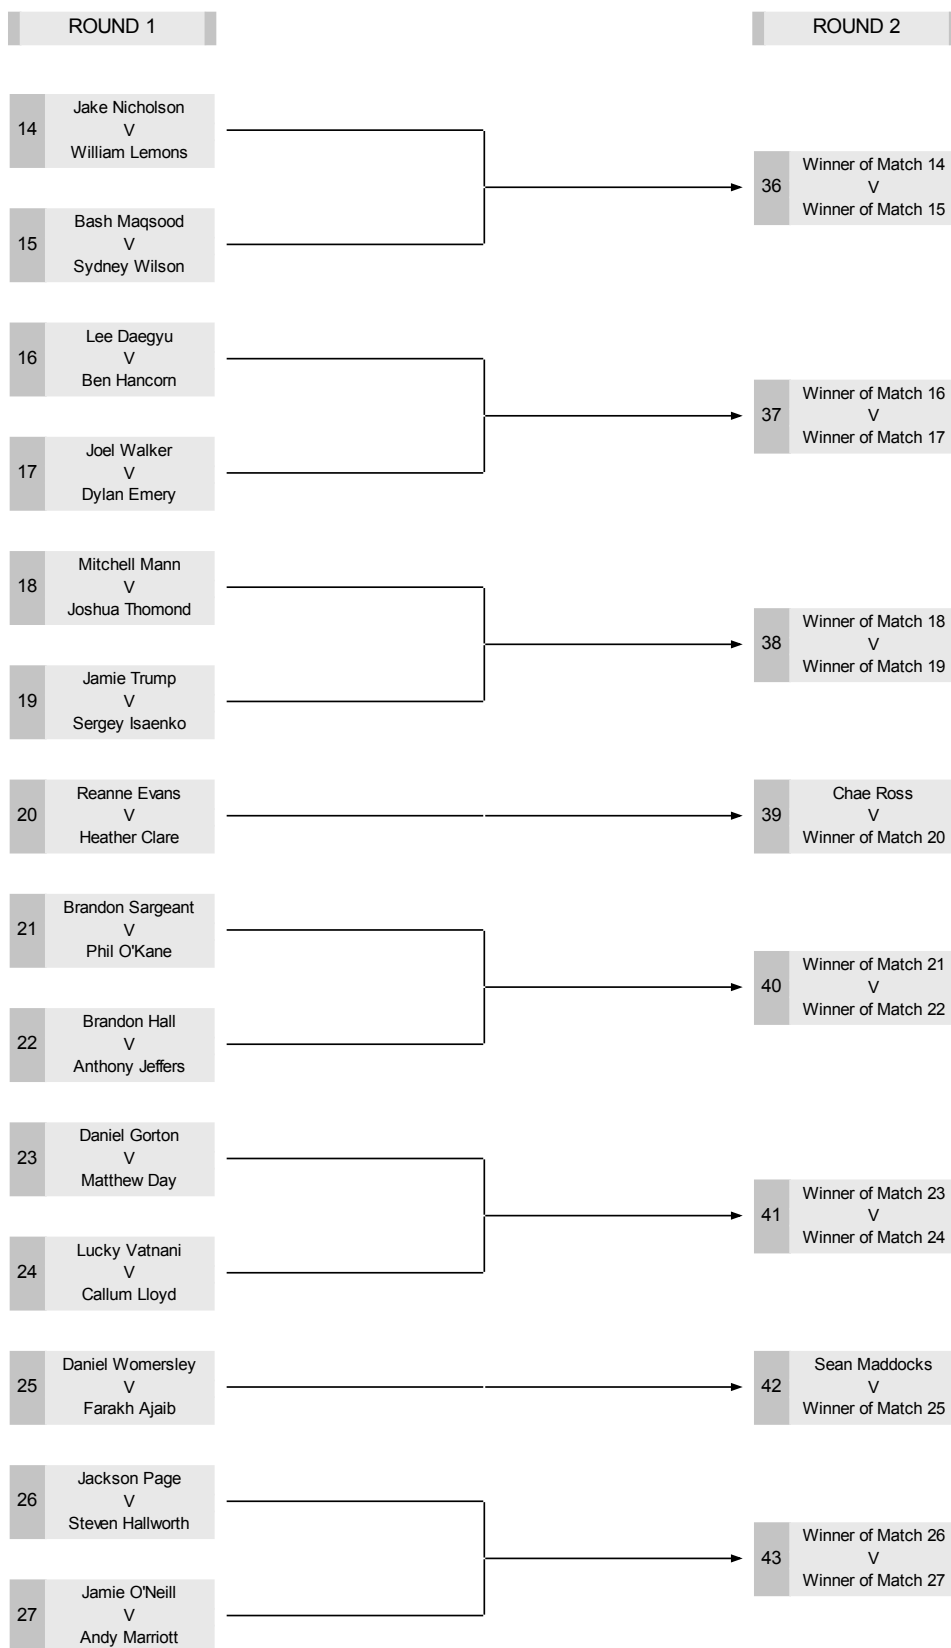 ROUND 1
ROUND 2
14
Jake Nicholson
V
William Lemons
15
Bash Maqsood
V
Sydney Wilson
36
Winner of Match 14
V
Winner of Match 15
16
Lee Daegyu
V
Ben Hancorn
17
Joel Walker
V
Dylan Emery
37
Winner of Match 16
V
Winner of Match 17
18
Mitchell Mann
V
Joshua Thomond
19
Jamie Trump
V
Sergey Isaenko
38
Winner of Match 18
V
Winner of Match 19
20
Reanne Evans
V
Heather Clare
39
Chae Ross
V
Winner of Match 20
21
Brandon Sargeant
V
Phil O'Kane
22
Brandon Hall
V
Anthony Jeffers
40
Winner of Match 21
V
Winner of Match 22
23
Daniel Gorton
V
Matthew Day
24
Lucky Vatnani
V
Callum Lloyd
41
Winner of Match 23
V
Winner of Match 24
25
Daniel Womersley
V
Farakh Ajaib
42
Sean Maddocks
V
Winner of Match 25
26
Jackson Page
V
Steven Hallworth
27
Jamie O'Neill
V
Andy Marriott
43
Winner of Match 26
V
Winner of Match 27